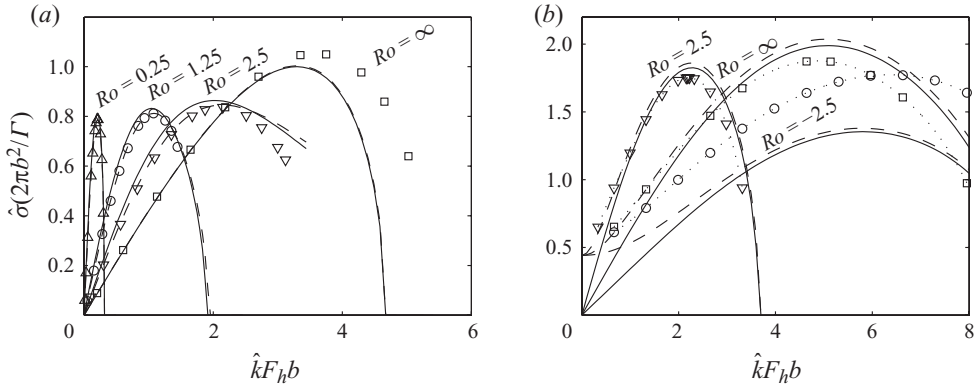 (a)
1.0
0.8
0.6
0.4
0.2
0
2
4
6
Ro = 0.25
Ro = 1.25
Ro = 2.5
Ro = ∞
σ̂(2πb²/Γ)
k̂F_h b
(b)
2.0
1.5
1.0
0.5
0
2
4
6
8
Ro = 2.5
Ro = ∞
Ro = −2.5
k̂F_h b